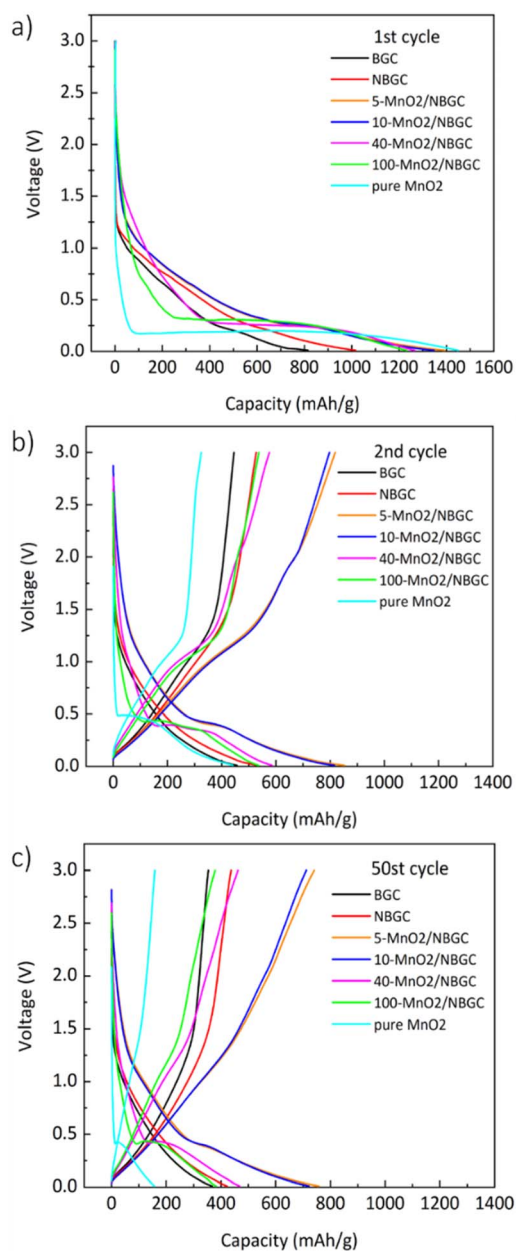 a)
1st cycle
BGC
NBGC
5-MnO2/NBGC
10-MnO2/NBGC
40-MnO2/NBGC
100-MnO2/NBGC
pure MnO2
Voltage (V)
3.0
2.5
2.0
1.5
1.0
0.5
0.0
0 200 400 600 800 1000 1200 1400 1600
Capacity (mAh/g)
b)
2nd cycle
BGC
NBGC
5-MnO2/NBGC
10-MnO2/NBGC
40-MnO2/NBGC
100-MnO2/NBGC
pure MnO2
Voltage (V)
3.0
2.5
2.0
1.5
1.0
0.5
0.0
0 200 400 600 800 1000 1200 1400
Capacity (mAh/g)
c)
50st cycle
BGC
NBGC
5-MnO2/NBGC
10-MnO2/NBGC
40-MnO2/NBGC
100-MnO2/NBGC
pure MnO2
Voltage (V)
3.0
2.5
2.0
1.5
1.0
0.5
0.0
0 200 400 600 800 1000 1200 1400
Capacity (mAh/g)